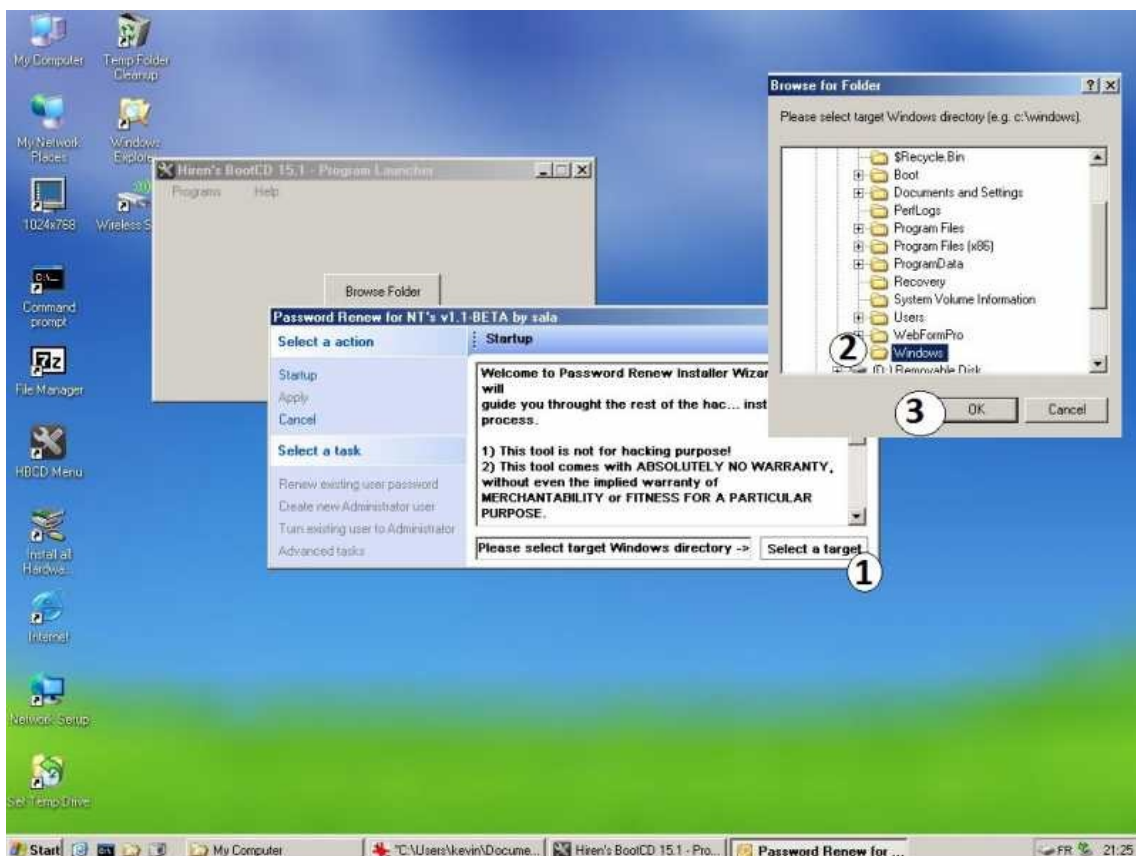 My Computer
Temp Folder
Cleanup
My Network
Places
Windows
Explorer
1024x768
Wireless S
Command
prompt
File Manager
HBCD Menu
Install all
Hardwa...
Internet
Network Setup
Set Temp Drive
Hiren's BootCD 15.1 - Program Launcher
Programs Help
Browse Folder
Password Renew for NT's v1.1-BETA by sala
Select a action
Startup
Apply
Cancel
Select a task
Renew existing user password
Create new Administrator user
Turn existing user to Administrator
Advanced tasks
Startup
Welcome to Password Renew Installer Wizar
will
guide you throught the rest of the hac... inst
process.
1) This tool is not for hacking purpose!
2) This tool comes with ABSOLUTELY NO WARRANTY,
without even the implied warranty of
MERCHANTABILITY or FITNESS FOR A PARTICULAR
PURPOSE.
Please select target Windows directory ->
Select a target
1
Browse for Folder
Please select target Windows directory (e.g. c:\windows).
$Recycle.Bin
Boot
Documents and Settings
PerfLogs
Program Files
Program Files (x86)
ProgramData
Recovery
System Volume Information
Users
WebFormPro
2
Windows
(D:) Removable Disk
3
OK
Cancel
Start
My Computer
"C:\Users\kevin\Docume...
Hiren's BootCD 15.1 - Pro...
Password Renew for ...
FR
21:25